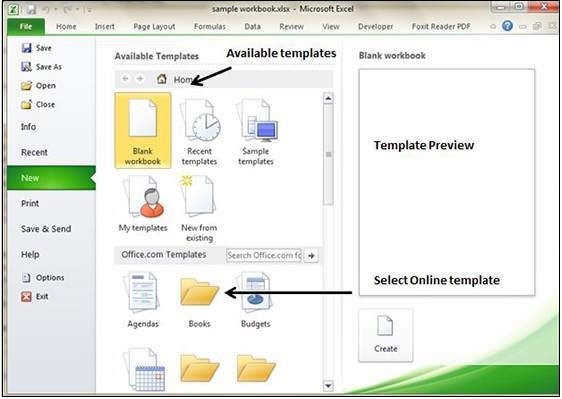 sample workbook.xlsx - Microsoft Excel
File Home Insert Page Layout Formulas Data Review View Developer Foxit Reader PDF
Save
Save As
Open
Close
Info
Recent
New
Print
Save & Send
Help
Options
Exit
Available Templates
Available templates
Home
Blank workbook
Recent templates
Sample templates
My templates
New from existing
Office.com Templates
Search Office.com fo
Agendas
Books
Budgets
Blank workbook
Template Preview
Select Online template
Create